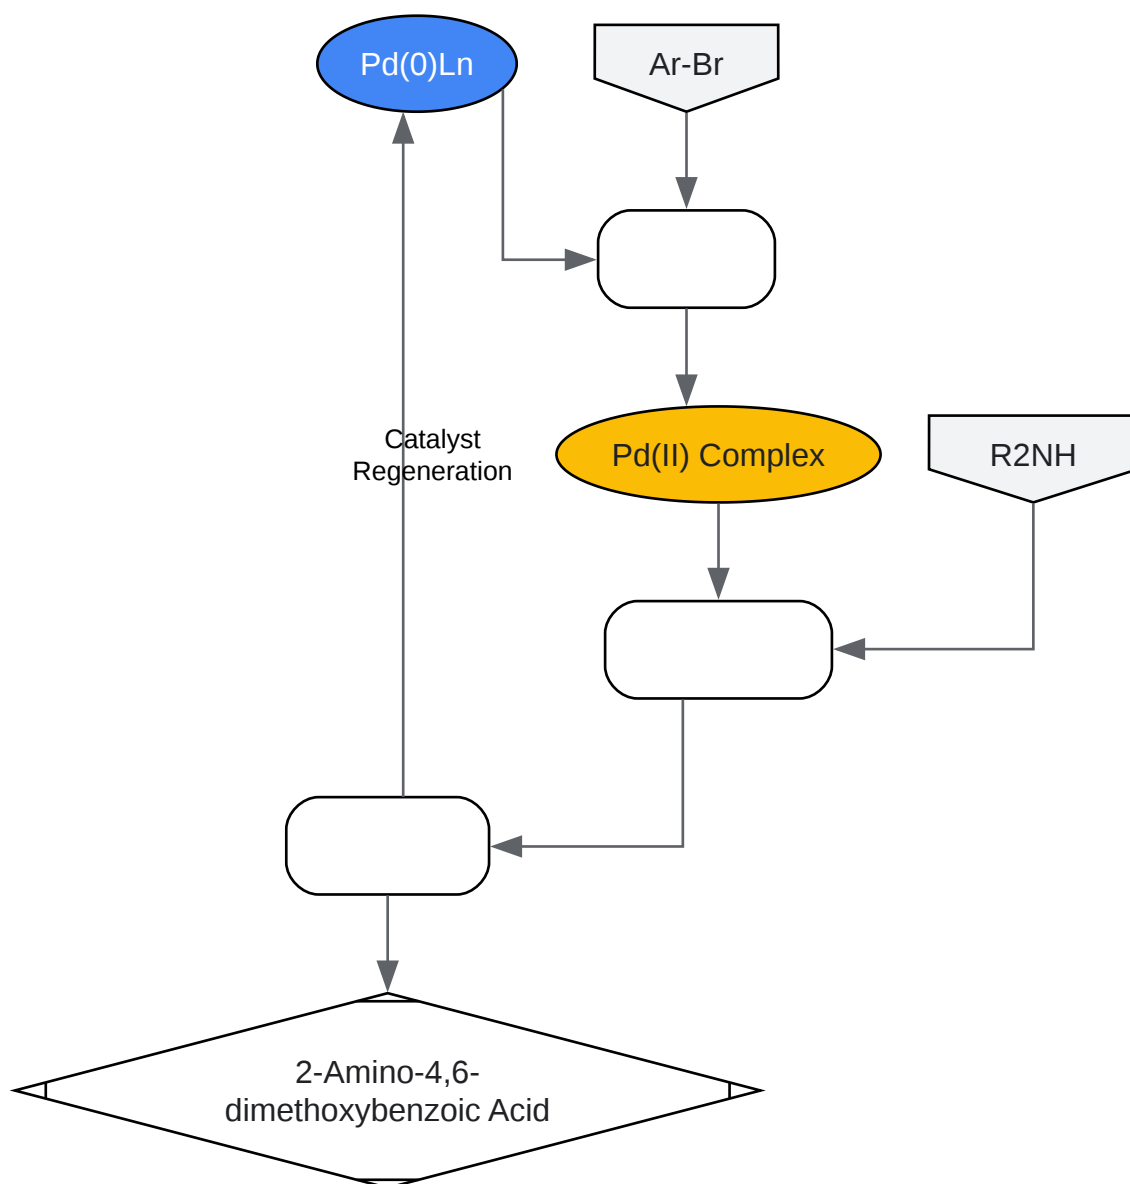 Pd(0)Ln
Ar-Br
Catalyst
Regeneration
Pd(II) Complex
R2NH
2-Amino-4,6-
dimethoxybenzoic Acid